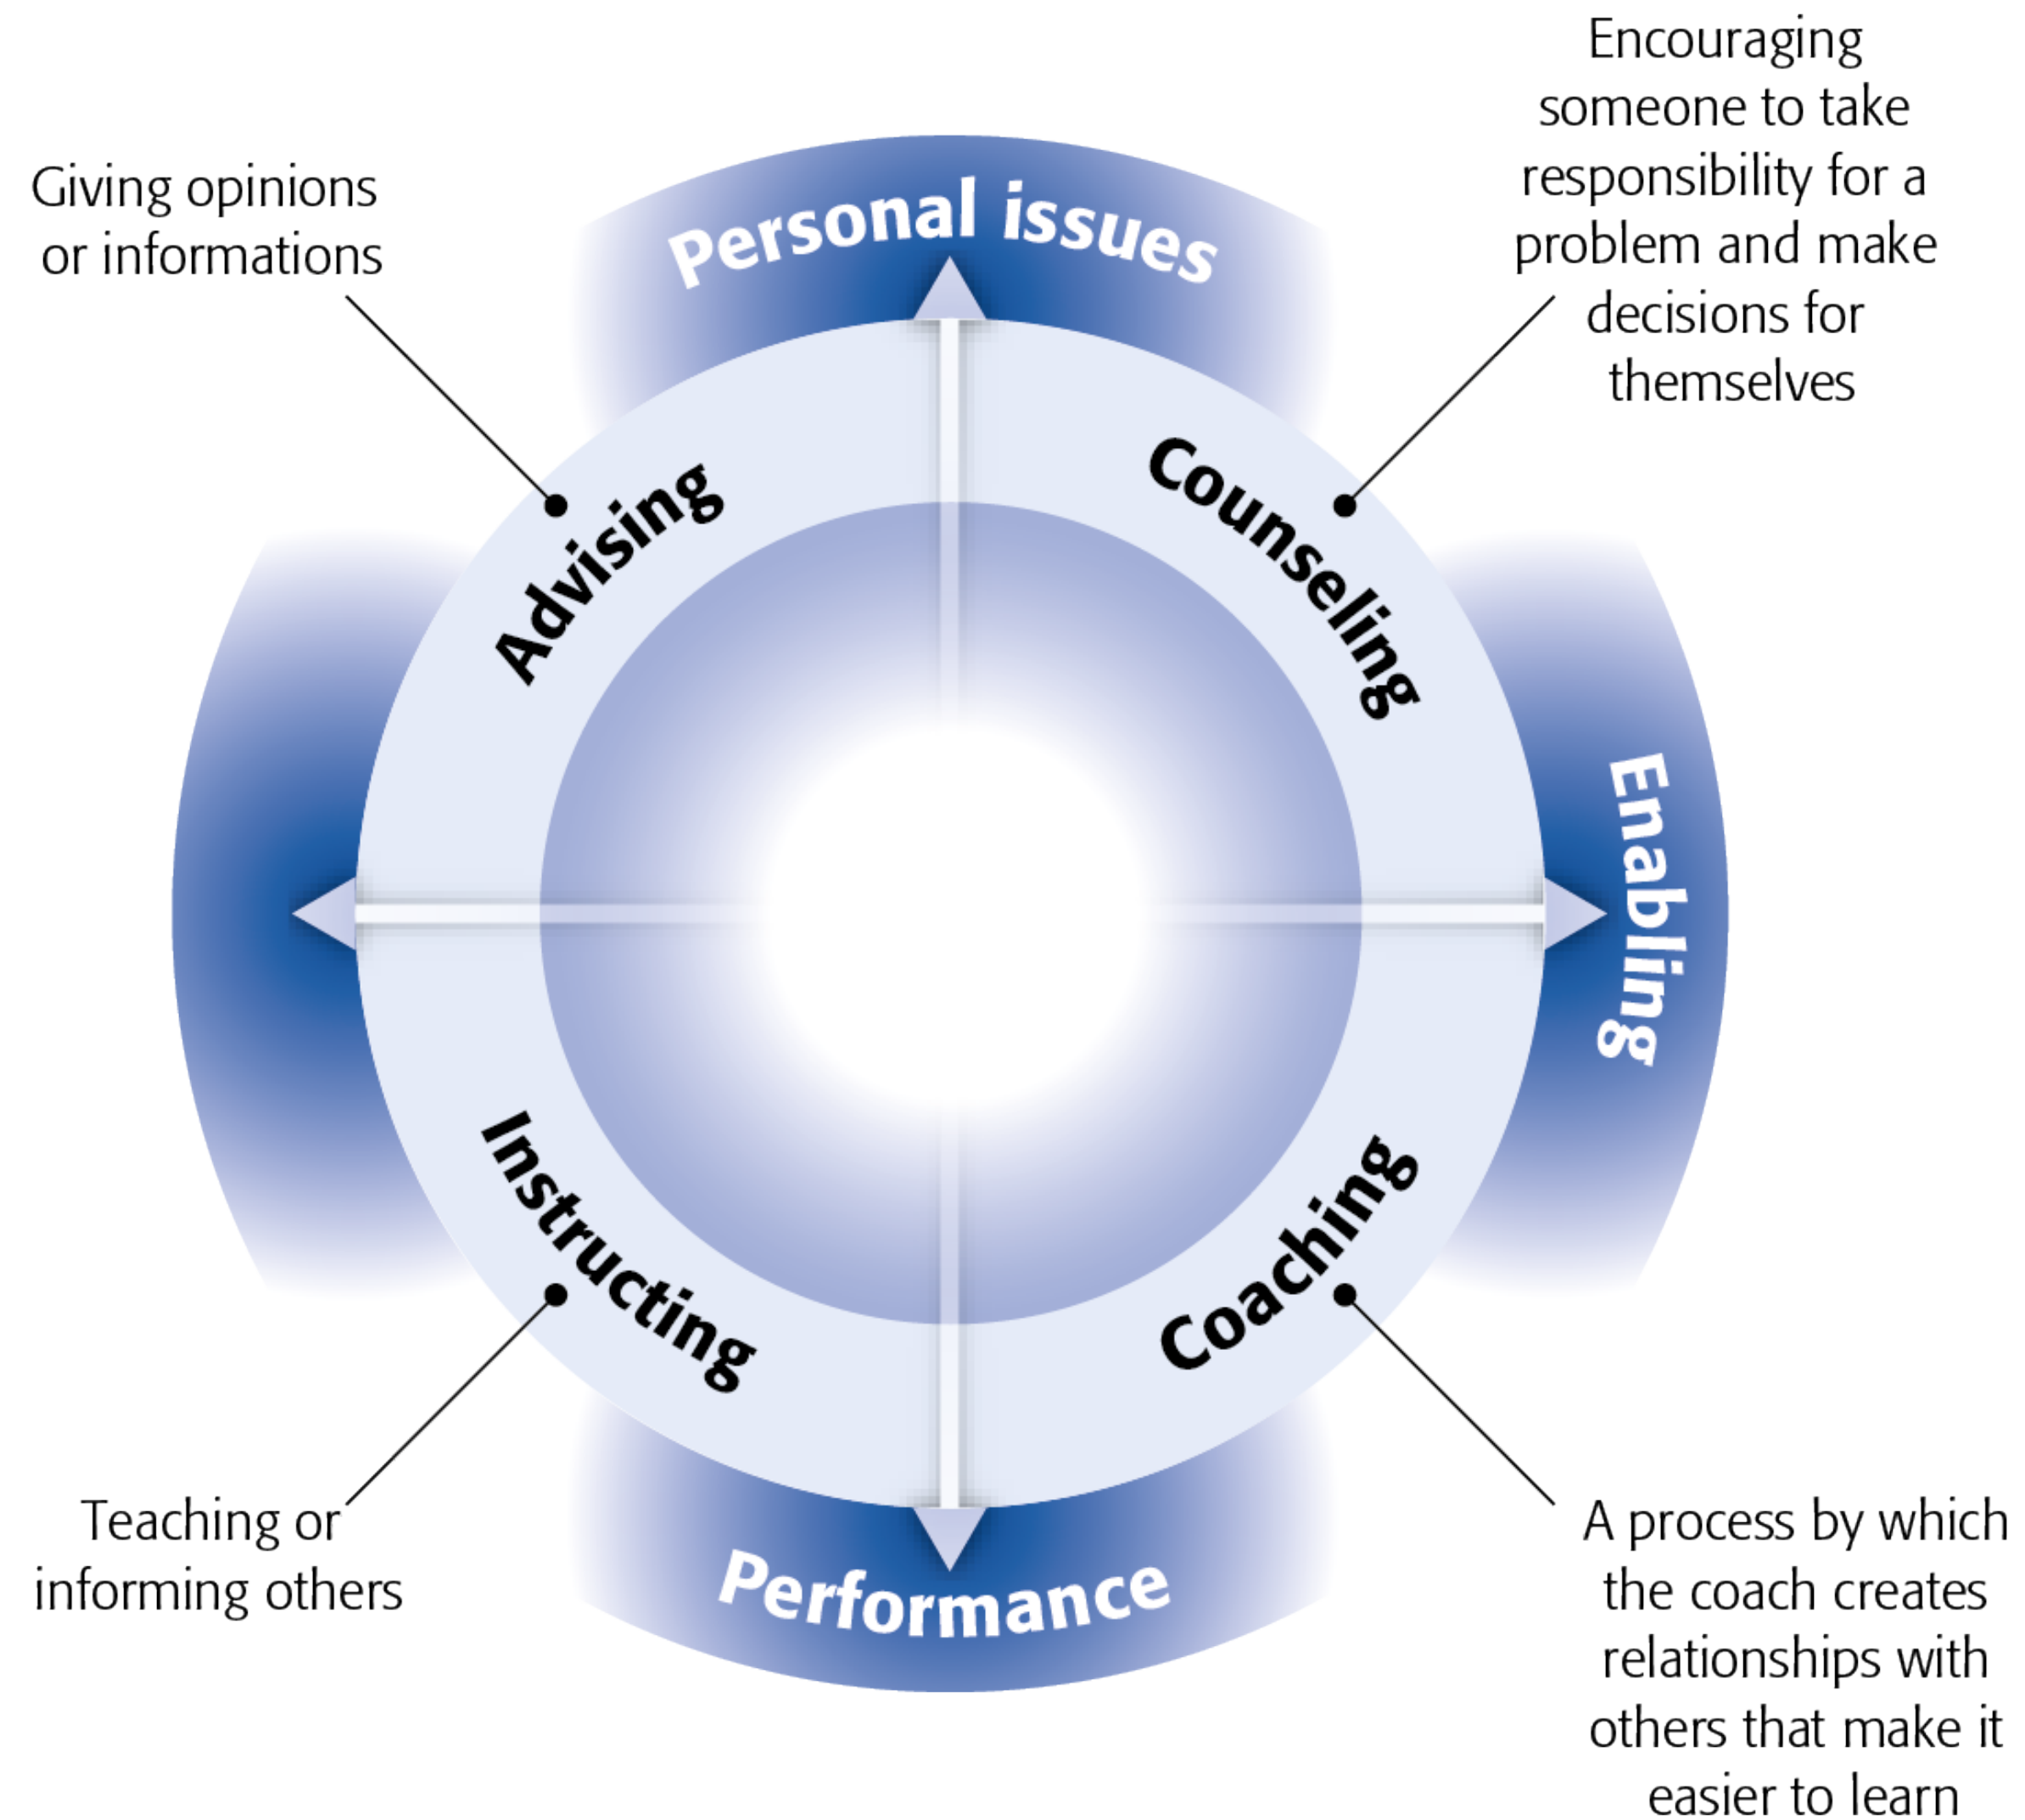 Encouraging
someone to take
responsibility for a
problem and make
decisions for
themselves
Giving opinions
or informations
Personal issues
Advising
Counseling
Enabling
Instructing
Coaching
Performance
Teaching or
informing others
A process by which
the coach creates
relationships with
others that make it
easier to learn